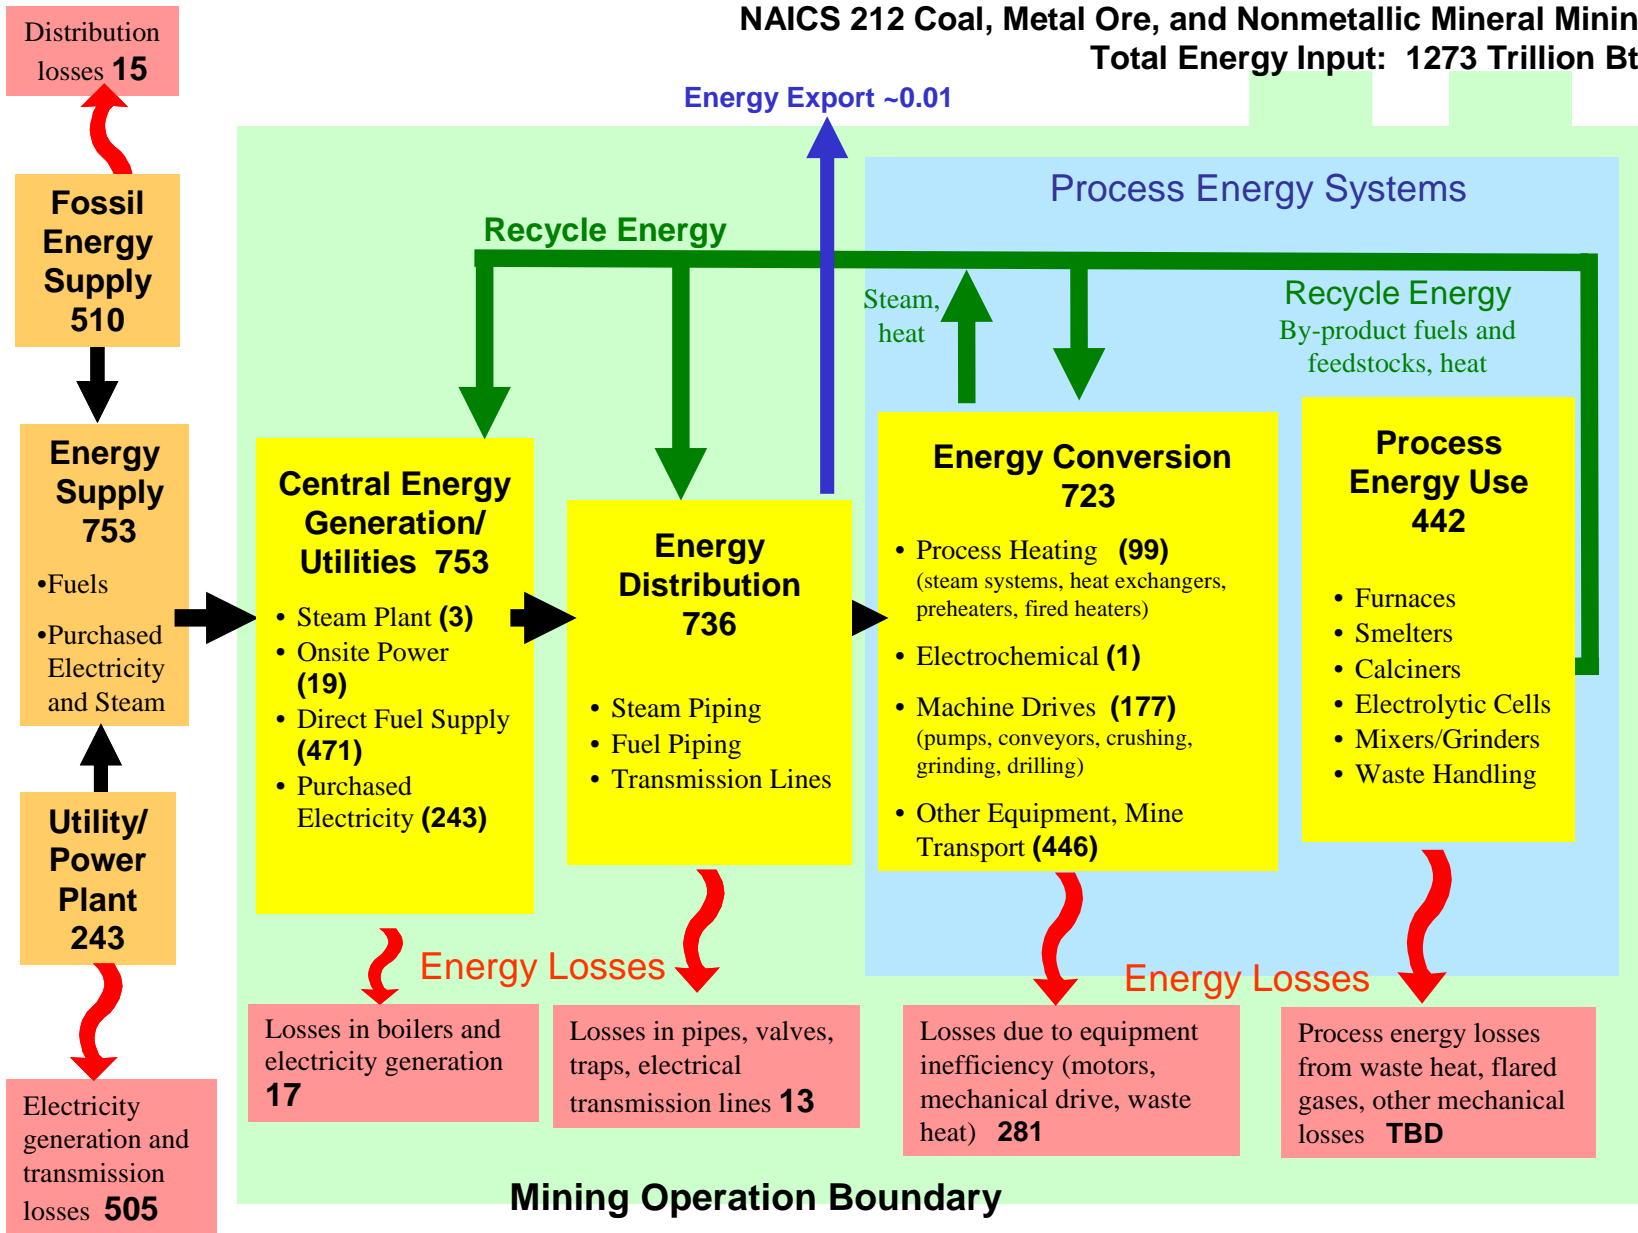 NAICS 212 Coal, Metal Ore, and Nonmetallic Mineral Minin
Total Energy Input: 1273 Trillion Bt
Distribution
losses 15
Energy Export ~0.01
Process Energy Systems
Fossil
Energy
Supply
510
Recycle Energy
Steam,
heat
Recycle Energy
By-product fuels and
feedstocks, heat
Energy
Supply
753
•Fuels
•Purchased
Electricity
and Steam
Central Energy
Generation/
Utilities 753
• Steam Plant (3)
• Onsite Power
(19)
• Direct Fuel Supply
(471)
• Purchased
Electricity (243)
Energy
Distribution
736
• Steam Piping
• Fuel Piping
• Transmission Lines
Energy Conversion
723
• Process Heating (99)
(steam systems, heat exchangers,
preheaters, fired heaters)
• Electrochemical (1)
• Machine Drives (177)
(pumps, conveyors, crushing,
grinding, drilling)
• Other Equipment, Mine
Transport (446)
Process
Energy Use
442
• Furnaces
• Smelters
• Calciners
• Electrolytic Cells
• Mixers/Grinders
• Waste Handling
Utility/
Power
Plant
243
Energy Losses
Energy Losses
Losses in boilers and
electricity generation
17
Losses in pipes, valves,
traps, electrical
transmission lines 13
Losses due to equipment
inefficiency (motors,
mechanical drive, waste
heat) 281
Process energy losses
from waste heat, flared
gases, other mechanical
losses TBD
Electricity
generation and
transmission
losses 505
Mining Operation Boundary